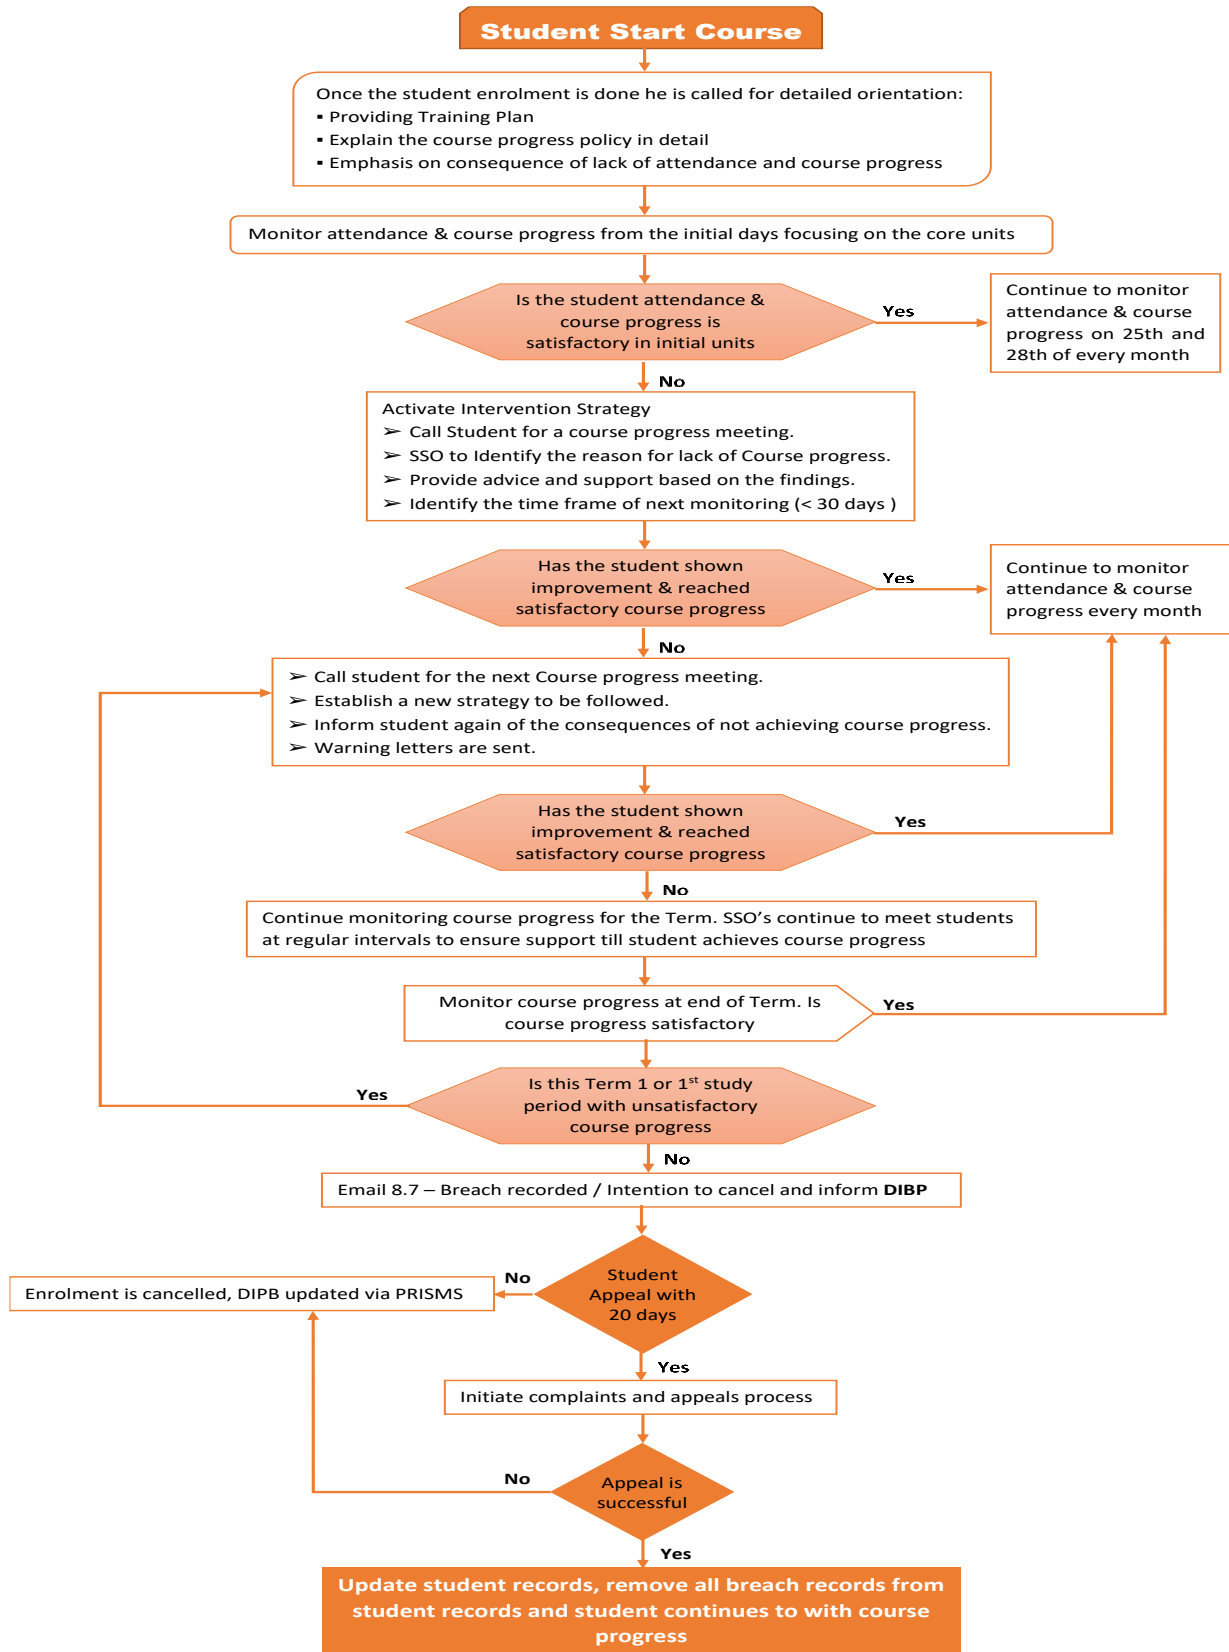 Student Start Course
Once the student enrolment is done he is called for detailed orientation:
▪ Providing Training Plan
▪ Explain the course progress policy in detail
▪ Emphasis on consequence of lack of attendance and course progress
Monitor attendance & course progress from the initial days focusing on the core units
Is the student attendance &
course progress is
satisfactory in initial units
Yes
Continue to monitor
attendance & course
progress on 25th and
28th of every month
No
Activate Intervention Strategy
➢ Call Student for a course progress meeting.
➢ SSO to Identify the reason for lack of Course progress.
➢ Provide advice and support based on the findings.
➢ Identify the time frame of next monitoring (< 30 days )
Has the student shown
improvement & reached
satisfactory course progress
Yes
Continue to monitor
attendance & course
progress every month
No
➢ Call student for the next Course progress meeting.
➢ Establish a new strategy to be followed.
➢ Inform student again of the consequences of not achieving course progress.
➢ Warning letters are sent.
Has the student shown
improvement & reached
satisfactory course progress
Yes
No
Continue monitoring course progress for the Term. SSO’s continue to meet students
at regular intervals to ensure support till student achieves course progress
Monitor course progress at end of Term. Is
course progress satisfactory
Yes
Is this Term 1 or 1st study
period with unsatisfactory
course progress
Yes
No
Email 8.7 – Breach recorded / Intention to cancel and inform DIBP
Student
Appeal with
20 days
No
Enrolment is cancelled, DIPB updated via PRISMS
Yes
Initiate complaints and appeals process
Appeal is
successful
No
Yes
Update student records, remove all breach records from
student records and student continues to with course
progress